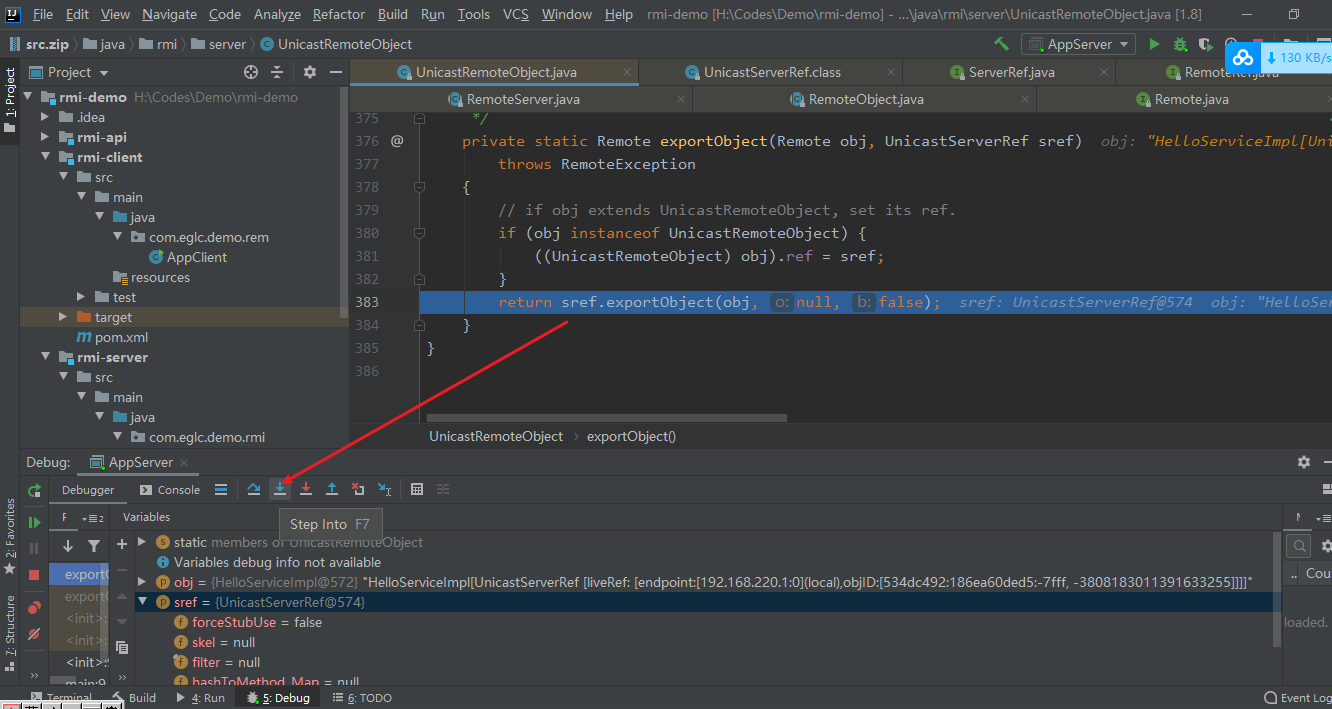 File Edit View Navigate Code Analyze Refactor Build Run Tools VCS Window Help rmi-demo [H:\Codes\Demo\rmi-demo] - ...\java\rmi\server\UnicastRemoteObject.java [1.8]
src.zip java rmi server UnicastRemoteObject AppServer 130 KB/s
1: Project
Project
UnicastRemoteObject.java UnicastServerRef.class ServerRef.java
RemoteServer.java RemoteObject.java Remote.java
rmi-demo H:\Codes\Demo\rmi-demo
.idea
rmi-api
rmi-client
src
main
java
com.eglc.demo.rem
AppClient
resources
test
target
pom.xml
rmi-server
src
main
java
com.eglc.demo.rmi
375 */
376 @ private static Remote exportObject(Remote obj, UnicastServerRef sref) obj: "HelloServiceImpl[Uni
377 throws RemoteException
378 {
379 // if obj extends UnicastRemoteObject, set its ref.
380 if (obj instanceof UnicastRemoteObject) {
381 ((UnicastRemoteObject) obj).ref = sref;
382 }
383 return sref.exportObject(obj, o: null, b: false); sref: UnicastServerRef@574 obj: "HelloSer
384 }
385 }
386
UnicastRemoteObject › exportObject()
Debug: AppServer
Debugger Console
2 Variables
Step Into F7
static members of UnicastRemoteObject
Variables debug info not available
obj = {HelloServiceImpl@572} "HelloServiceImpl[UnicastServerRef [liveRef: [endpoint:[192.168.220.1:0](local),objID:[534dc492:186ea60ded5:-7fff, -3808183011391633255]]]]"
sref = {UnicastServerRef@574}
forceStubUse = false
skel = null
filter = null
hashToMethod_Map = null
exportO
exportO
<init>:
<init>:
<init>:
main:9
.. Cou
loaded.
2: Favorites
7: Structure
Terminal Build 4: Run 5: Debug 6: TODO Event Log